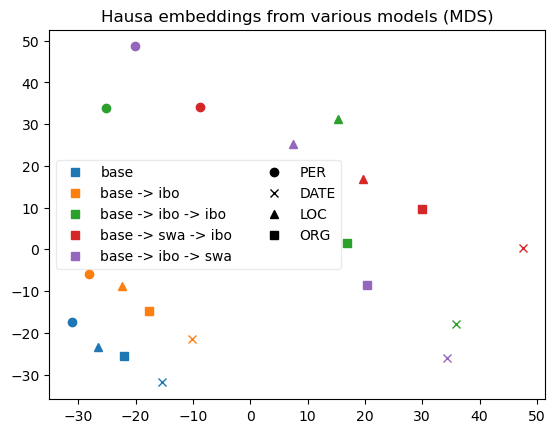 Hausa embeddings from various models (MDS)
50
40
30
20
10
0
−10
−20
−30
base
base -> ibo
base -> ibo -> ibo
base -> swa -> ibo
base -> ibo -> swa
PER
DATE
LOC
ORG
−30 −20 −10 0 10 20 30 40 50